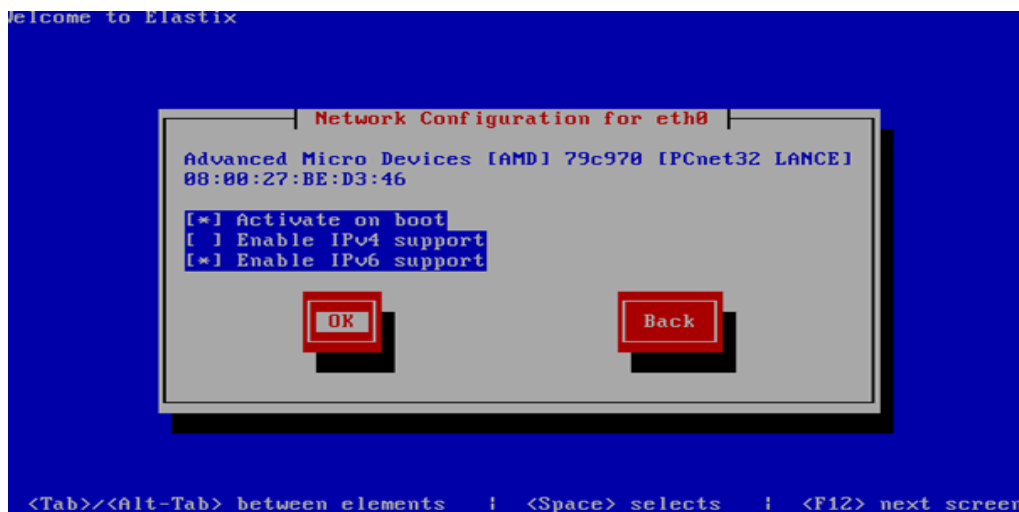 Welcome to Elastix
Network Configuration for eth0
Advanced Micro Devices [AMD] 79c970 [PCnet32 LANCE]
08:00:27:BE:D3:46
[*] Activate on boot
[ ] Enable IPv4 support
[*] Enable IPv6 support
OK Back
<Tab>/<Alt-Tab> between elements | <Space> selects | <F12> next screen